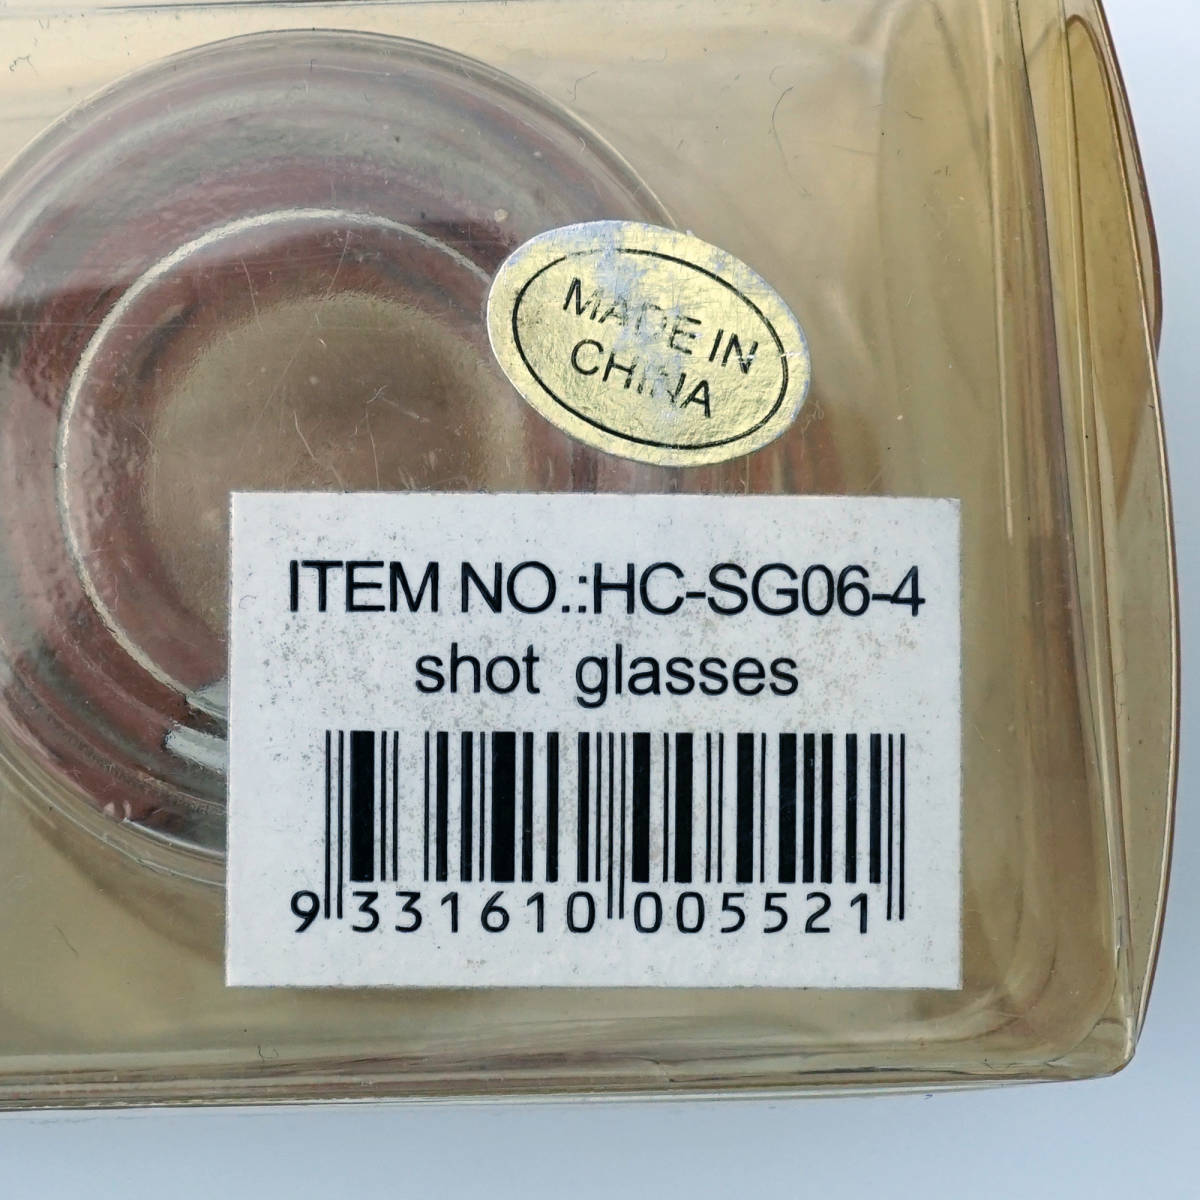 MADE IN
CHINA
ITEM NO.:HC-SG06-4
shot glasses
9 331610 005521